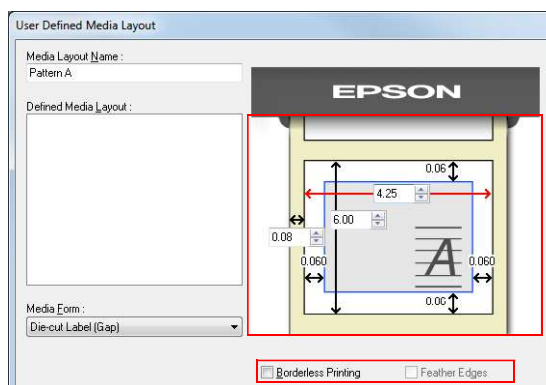 User Defined Media Layout
Media Layout Name :
Pattern A
EPSON
Defined Media Layout :
0.06
4.25
6.00
0.08
0.060
A
0.060
0.06
Media Form :
Die-cut Label (Gap)
Borderless Printing
Feather Edges